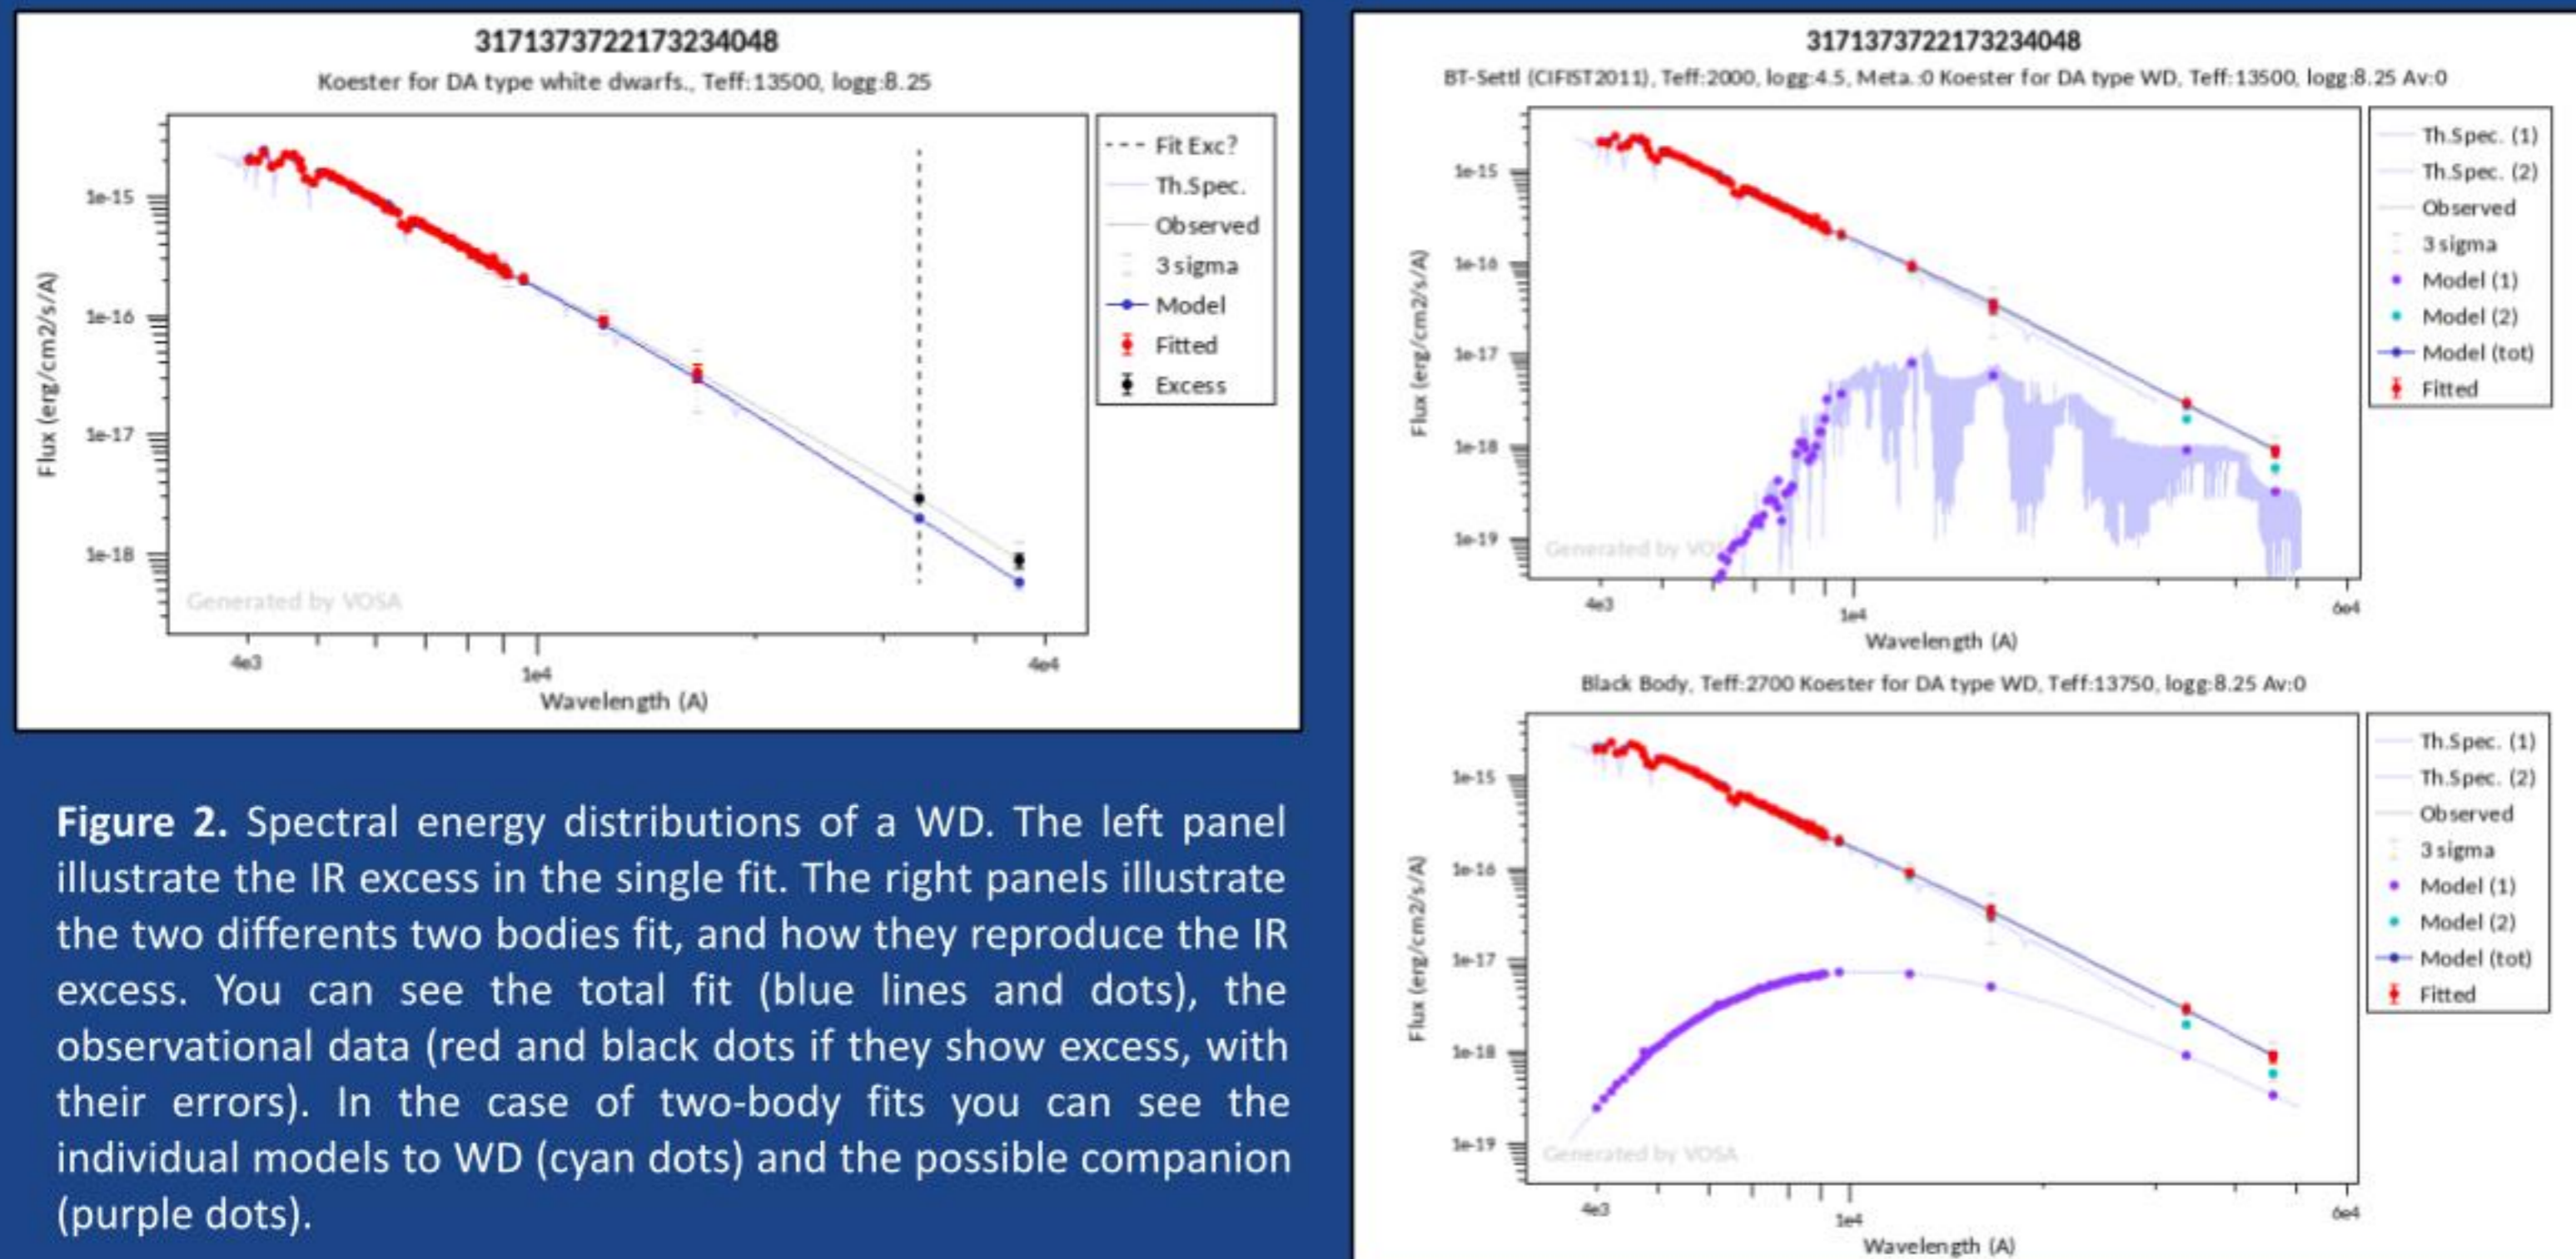 3171373722173234048
Koester for DA type white dwarfs., Teff:13500, logg:8.25
Flux (erg/cm2/s/A)
1e-15
1e-16
1e-17
1e-18
Generated by VOSA
4e3
1e4
4e4
Wavelength (A)
Fit Exc?
Th.Spec.
Observed
3 sigma
Model
Fitted
Excess
Figure 2. Spectral energy distributions of a WD. The left panel
illustrate the IR excess in the single fit. The right panels illustrate
the two differents two bodies fit, and how they reproduce the IR
excess. You can see the total fit (blue lines and dots), the
observational data (red and black dots if they show excess, with
their errors). In the case of two-body fits you can see the
individual models to WD (cyan dots) and the possible companion
(purple dots).
3171373722173234048
BT-Settl (CIFIST2011), Teff:2000, logg:4.5, Meta.:0 Koester for DA type WD, Teff:13500, logg:8.25 Av:0
Flux (erg/cm2/s/A)
1e-15
1e-16
1e-17
1e-18
1e-19
Generated by VOSA
4e3
1e4
6e4
Wavelength (A)
Th.Spec. (1)
Th.Spec. (2)
Observed
3 sigma
Model (1)
Model (2)
Model (tot)
Fitted
Black Body, Teff:2700 Koester for DA type WD, Teff:13750, logg:8.25 Av:0
Flux (erg/cm2/s/A)
1e-15
1e-16
1e-17
1e-18
1e-19
Generated by VOSA
4e3
1e4
6e4
Wavelength (A)
Th.Spec. (1)
Th.Spec. (2)
Observed
3 sigma
Model (1)
Model (2)
Model (tot)
Fitted